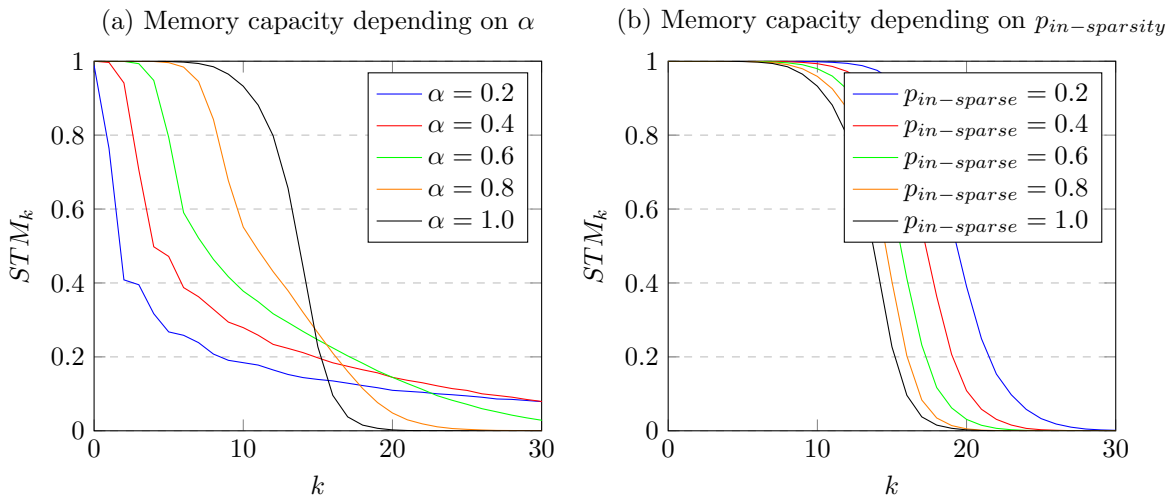 (a) Memory capacity depending on α
1
0.8
0.6
0.4
0.2
0
0
10
20
30
STM_k
k
α = 0.2
α = 0.4
α = 0.6
α = 0.8
α = 1.0
(b) Memory capacity depending on p_{in−sparsity}
1
0.8
0.6
0.4
0.2
0
0
10
20
30
STM_k
k
p_{in−sparse} = 0.2
p_{in−sparse} = 0.4
p_{in−sparse} = 0.6
p_{in−sparse} = 0.8
p_{in−sparse} = 1.0